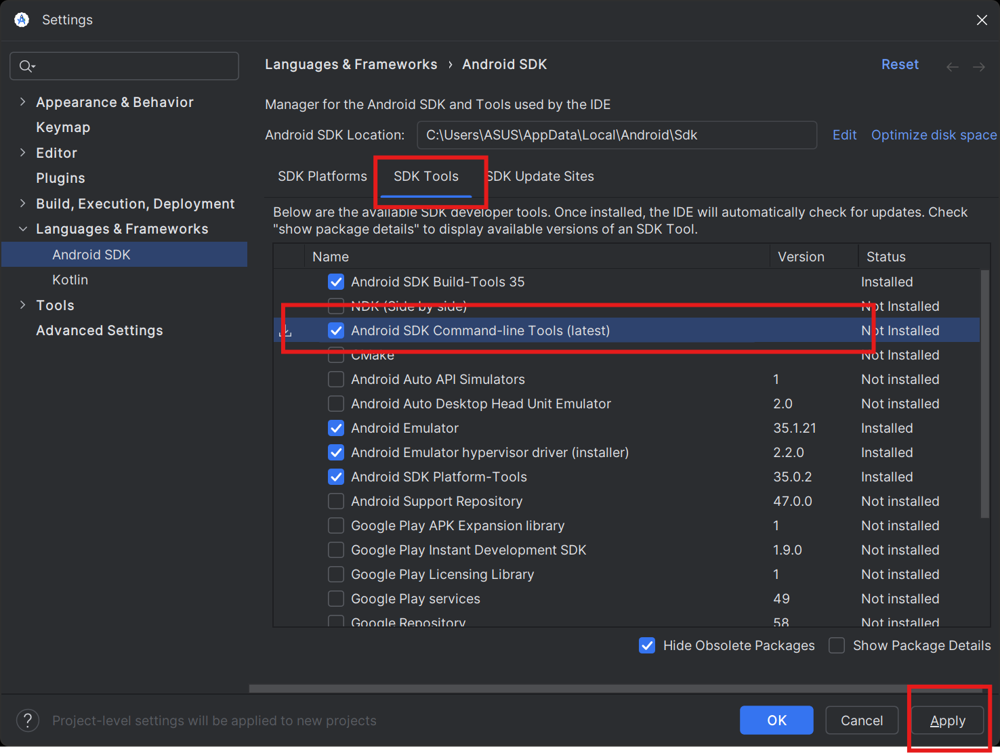 Settings
Languages & Frameworks › Android SDK
Reset
Appearance & Behavior
Keymap
Editor
Plugins
Build, Execution, Deployment
Languages & Frameworks
Android SDK
Kotlin
Tools
Advanced Settings
Manager for the Android SDK and Tools used by the IDE
Android SDK Location: C:\Users\ASUS\AppData\Local\Android\Sdk Edit Optimize disk space
SDK Platforms SDK Tools SDK Update Sites
Below are the available SDK developer tools. Once installed, the IDE will automatically check for updates. Check
"show package details" to display available versions of an SDK Tool.
Name Version Status
Android SDK Build-Tools 35 Installed
NDK (Side by side) Not Installed
Android SDK Command-line Tools (latest) Not Installed
CMake Not Installed
Android Auto API Simulators 1 Not installed
Android Auto Desktop Head Unit Emulator 2.0 Not installed
Android Emulator 35.1.21 Installed
Android Emulator hypervisor driver (installer) 2.2.0 Installed
Android SDK Platform-Tools 35.0.2 Installed
Android Support Repository 47.0.0 Not installed
Google Play APK Expansion library 1 Not installed
Google Play Instant Development SDK 1.9.0 Not installed
Google Play Licensing Library 1 Not installed
Google Play services 49 Not installed
Google Repository 58 Not installed
Hide Obsolete Packages Show Package Details
? Project-level settings will be applied to new projects
OK Cancel Apply